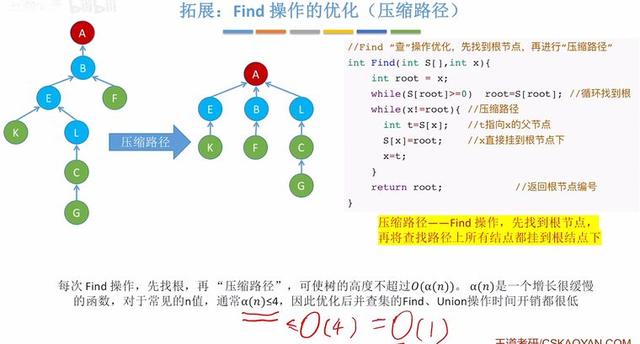 拓展：Find 操作的优化（压缩路径）
A
B
E
F
K
L
C
G
压缩路径
A
E
B
L
K
F
C
G
//Find “查”操作优化，先找到根节点，再进行“压缩路径”
int Find(int S[],int x){
int root = x;
while(S[root]>=0) root=S[root]; //循环找到根
while(x!=root){ //压缩路径
int t=S[x]; //t指向x的父节点
S[x]=root; //x直接挂到根节点下
x=t;
}
return root; //返回根节点编号
}
压缩路径——Find 操作，先找到根节点，
再将查找路径上所有结点都挂到根结点下
每次 Find 操作，先找根，再“压缩路径”，可使树的高度不超过O(α(n))。α(n)是一个增长很缓慢
的函数，对于常见的n值，通常α(n)≤4，因此优化后并查集的Find、Union操作时间开销都很低
≤O(4) = O(1)
王道考研/CSKAOYAN.COM